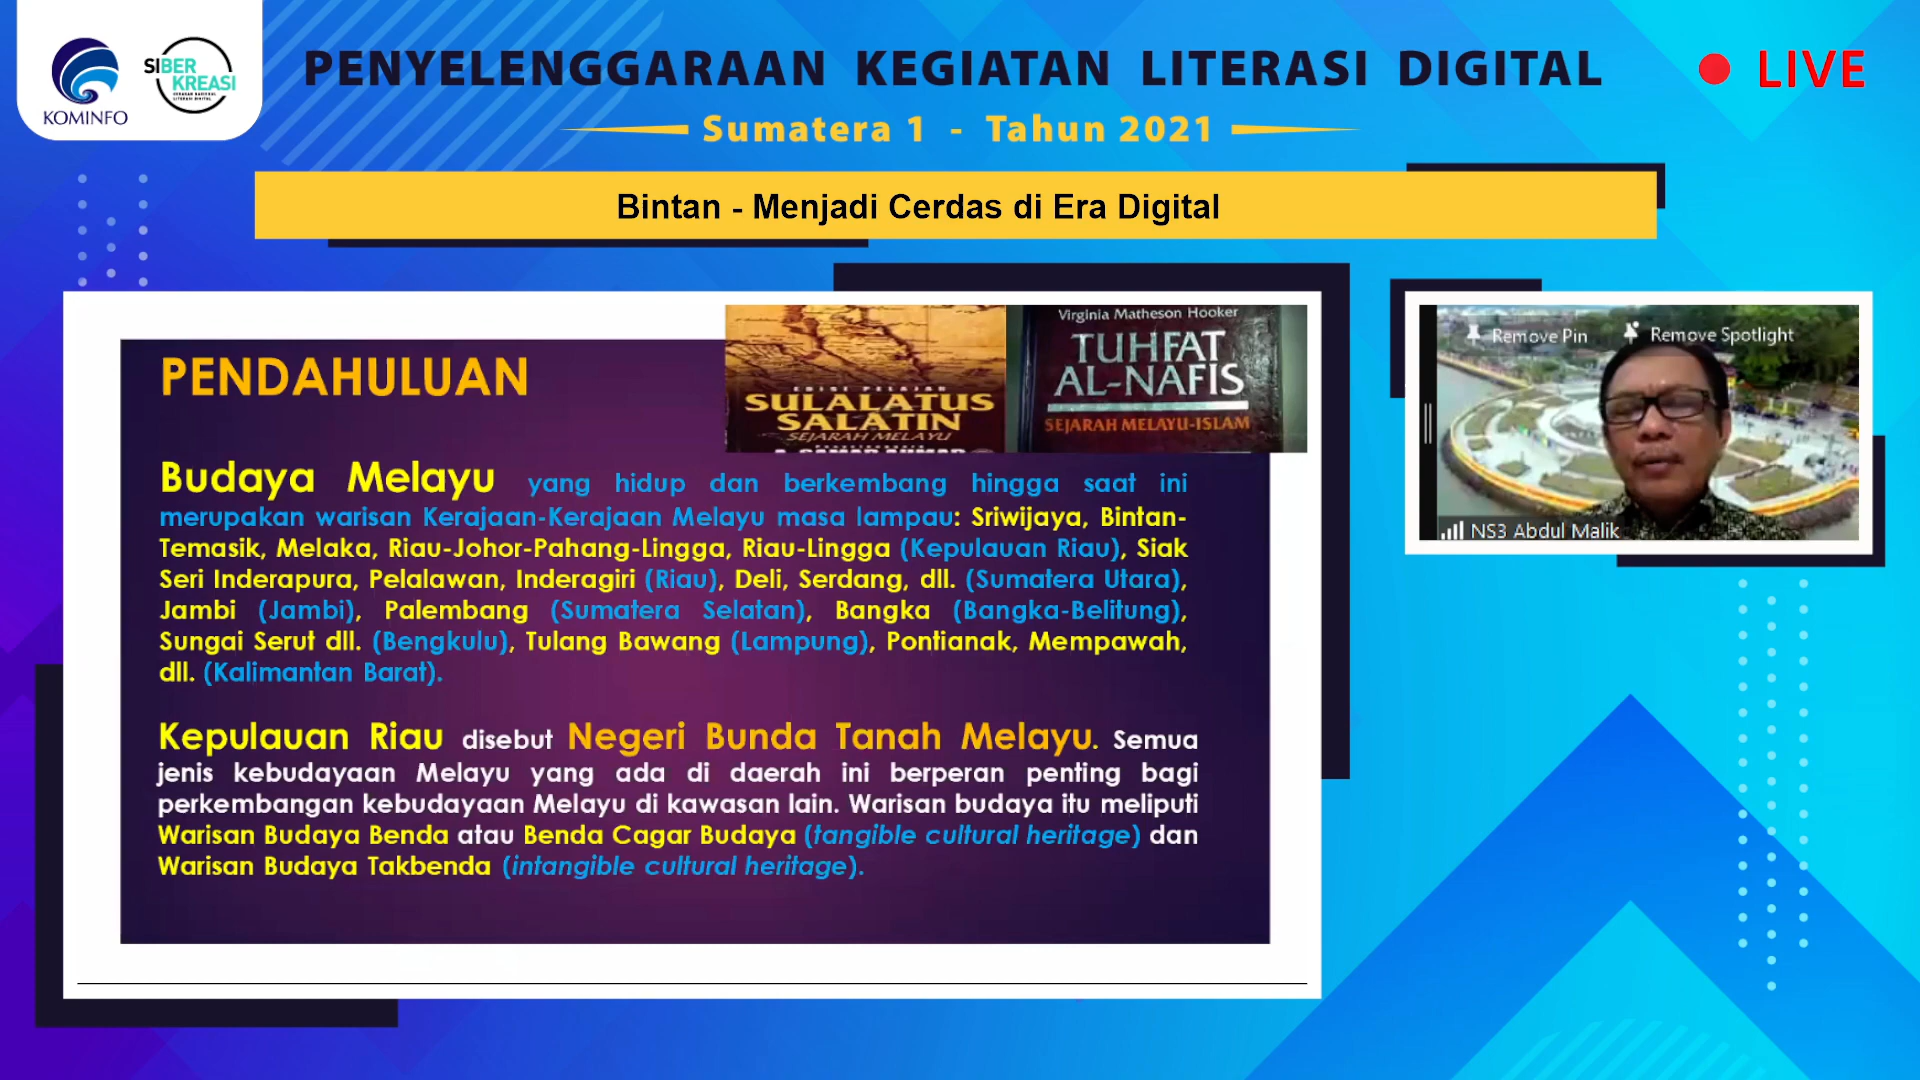 KOMINFO
SIBER
KREASI
GERAKAN NASIONAL
LITERASI DIGITAL
PENYELENGGARAAN KEGIATAN LITERASI DIGITAL
LIVE
Sumatera 1 - Tahun 2021
Bintan - Menjadi Cerdas di Era Digital
PENDAHULUAN
EDISI PELAJAR
SULALATUS
SALATIN
SEJARAH MELAYU
Virginia Matheson Hooker
TUHFAT
AL-NAFIS
SEJARAH MELAYU-ISLAM
Budaya Melayu yang hidup dan berkembang hingga saat ini
merupakan warisan Kerajaan-Kerajaan Melayu masa lampau: Sriwijaya, Bintan-
Temasik, Melaka, Riau-Johor-Pahang-Lingga, Riau-Lingga (Kepulauan Riau), Siak
Seri Inderapura, Pelalawan, Inderagiri (Riau), Deli, Serdang, dll. (Sumatera Utara),
Jambi (Jambi), Palembang (Sumatera Selatan), Bangka (Bangka-Belitung),
Sungai Serut dll. (Bengkulu), Tulang Bawang (Lampung), Pontianak, Mempawah,
dll. (Kalimantan Barat).
Kepulauan Riau disebut Negeri Bunda Tanah Melayu. Semua
jenis kebudayaan Melayu yang ada di daerah ini berperan penting bagi
perkembangan kebudayaan Melayu di kawasan lain. Warisan budaya itu meliputi
Warisan Budaya Benda atau Benda Cagar Budaya (tangible cultural heritage) dan
Warisan Budaya Takbenda (intangible cultural heritage).
Remove Pin
Remove Spotlight
NS3 Abdul Malik